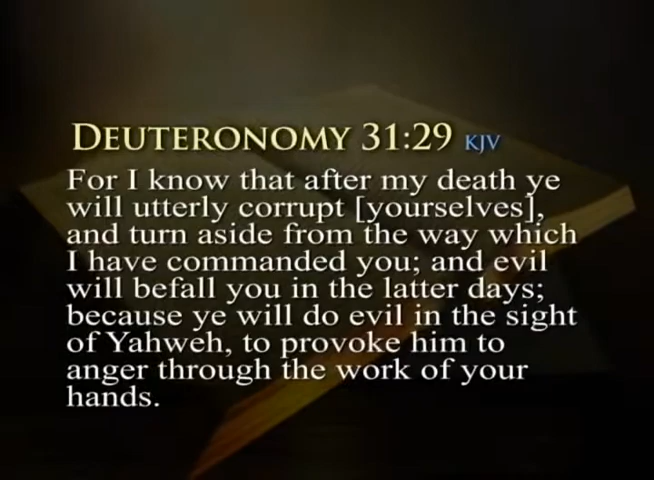 DEUTERONOMY 31:29 KJV
For I know that after my death ye
will utterly corrupt [yourselves],
and turn aside from the way which
I have commanded you; and evil
will befall you in the latter days;
because ye will do evil in the sight
of Yahweh, to provoke him to
anger through the work of your
hands.